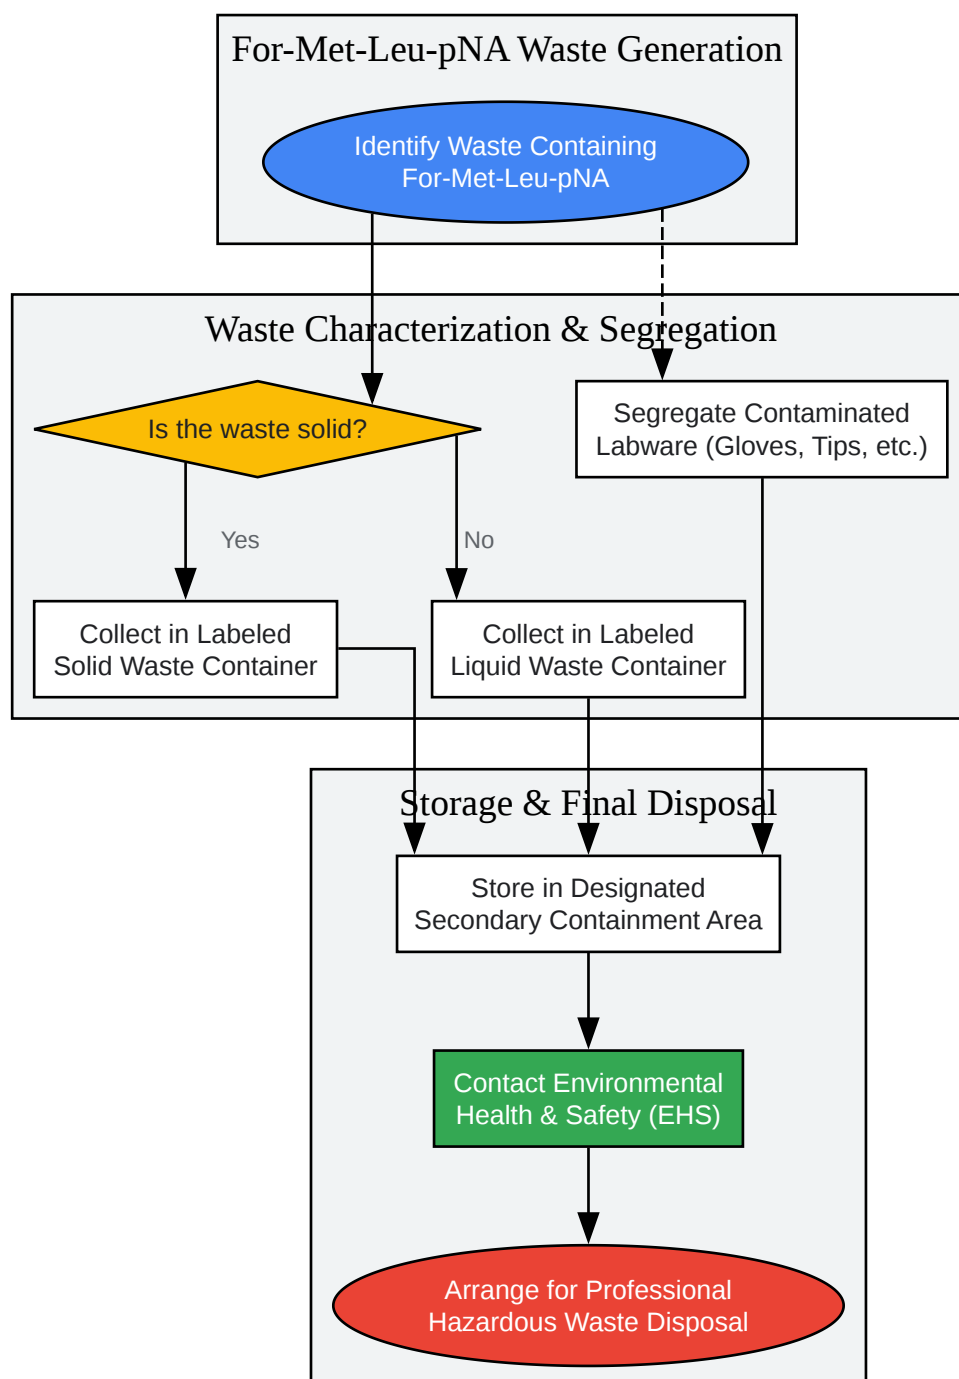 For-Met-Leu-pNA Waste Generation
Identify Waste Containing
For-Met-Leu-pNA
Waste Characterization & Segregation
Is the waste solid?
Segregate Contaminated
Labware (Gloves, Tips, etc.)
Yes
No
Collect in Labeled
Solid Waste Container
Collect in Labeled
Liquid Waste Container
Storage & Final Disposal
Store in Designated
Secondary Containment Area
Contact Environmental
Health & Safety (EHS)
Arrange for Professional
Hazardous Waste Disposal